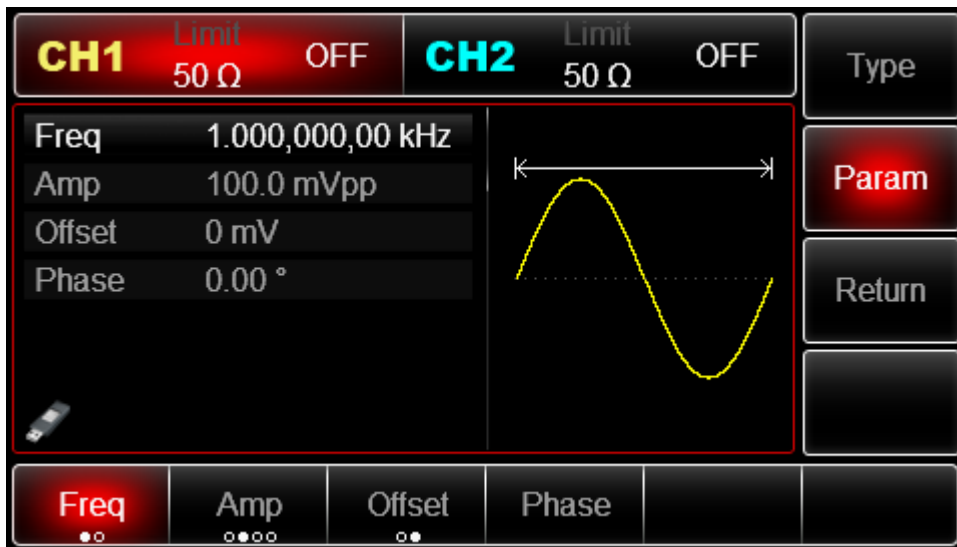 CH1 Limit 50 Ω OFF
CH2 Limit 50 Ω OFF
Type
Freq 1.000,000,00 kHz
Amp 100.0 mVpp
Offset 0 mV
Phase 0.00 °
Param
Return
Freq Amp Offset Phase